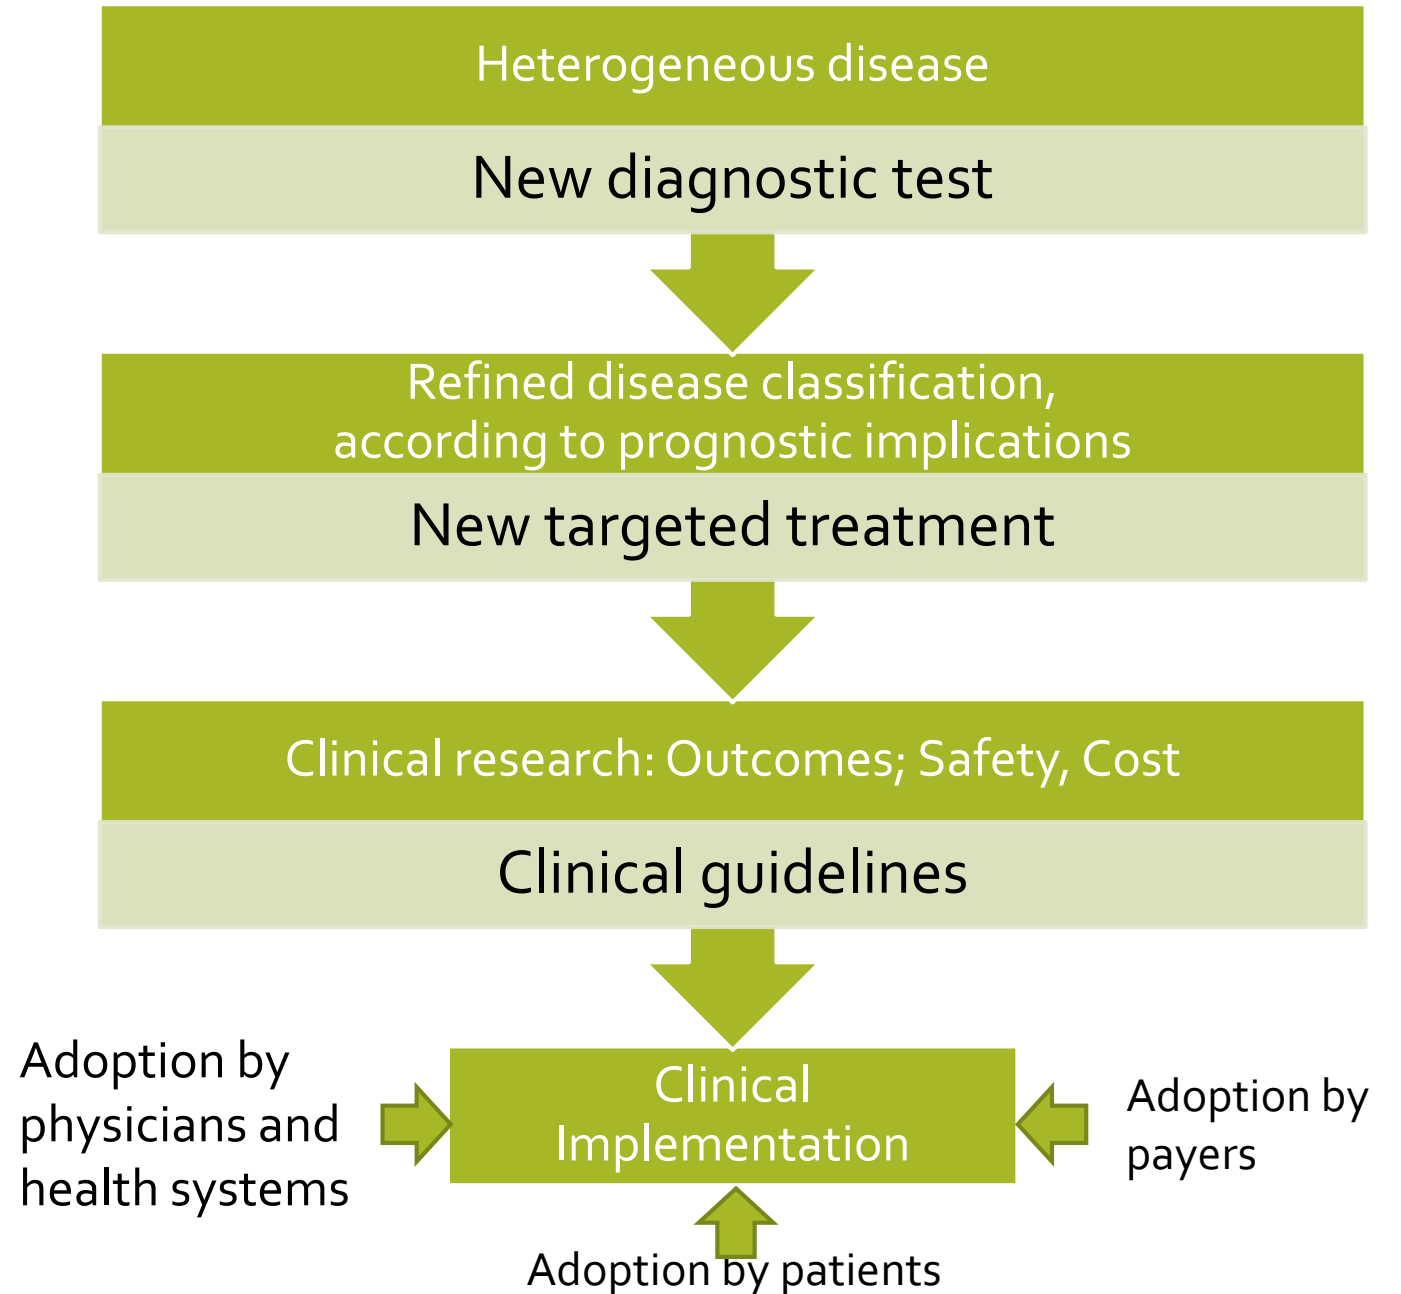 Heterogeneous disease
New diagnostic test
Refined disease classification,
according to prognostic implications
New targeted treatment
Clinical research: Outcomes; Safety, Cost
Clinical guidelines
Adoption by
physicians and
health systems
Clinical
Implementation
Adoption by
payers
Adoption by patients